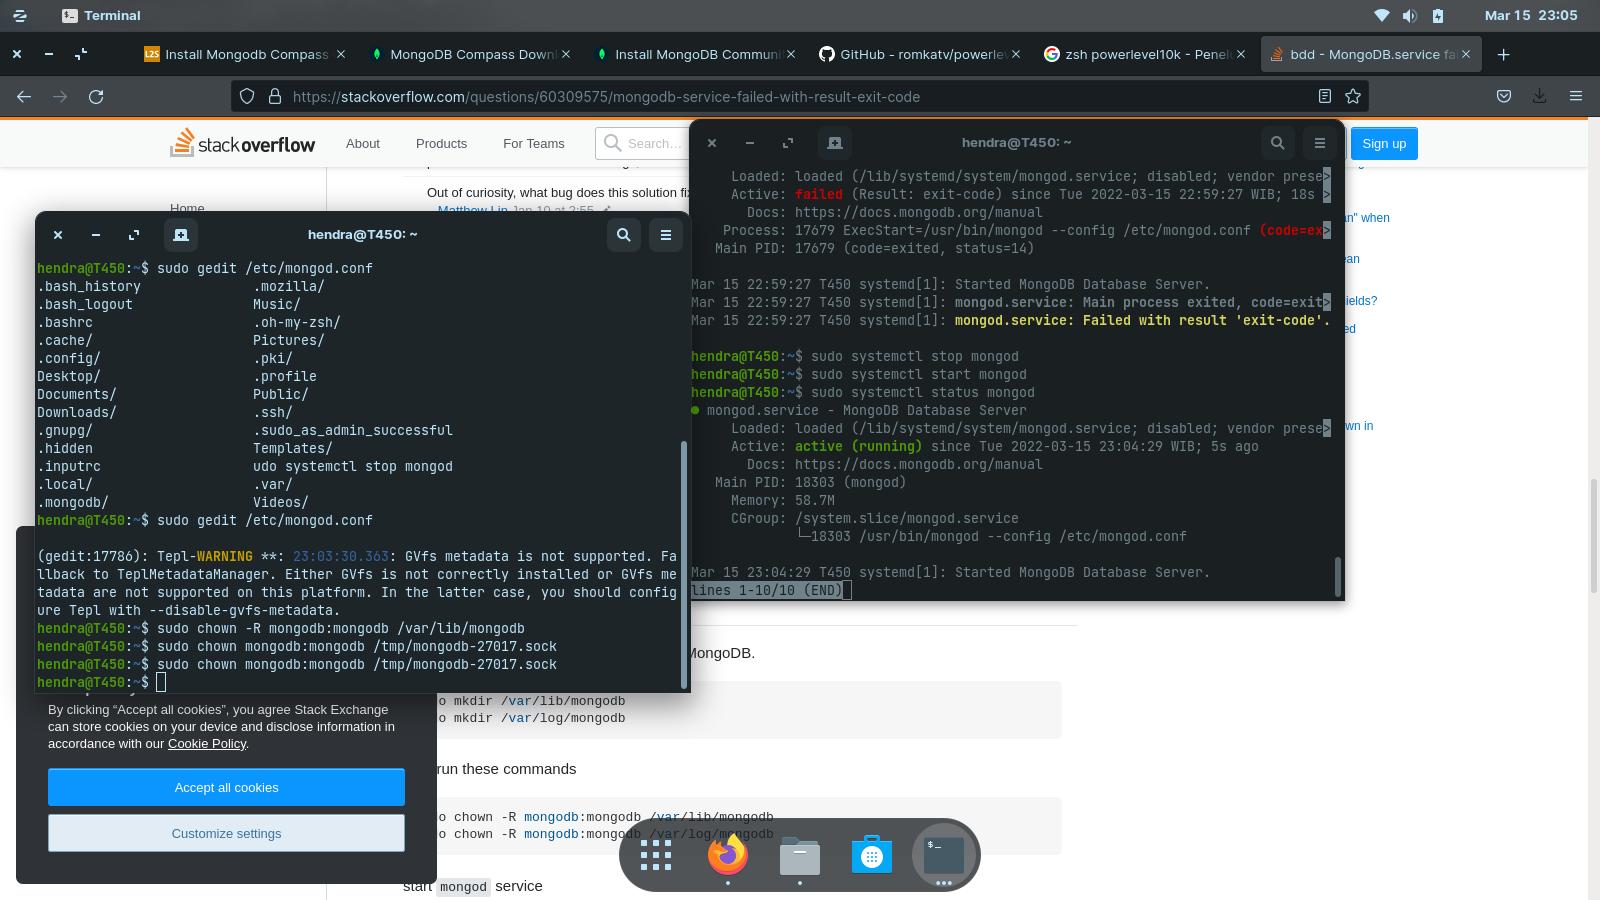 Terminal
Mar 15 23:05
Install Mongodb Compass
MongoDB Compass Down
Install MongoDB Communi
GitHub - romkatv/powerlev
zsh powerlevel10k - Penel
bdd - MongoDB.service fai
https://stackoverflow.com/questions/60309575/mongodb-service-failed-with-result-exit-code
stackoverflow
About
Products
For Teams
Search…
Sign up
Out of curiosity, what bug does this solution fix
Matthew Lin Jan 10 at 2:55
Home
hendra@T450: ~
Loaded: loaded (/lib/systemd/system/mongod.service; disabled; vendor prese>
Active: failed (Result: exit-code) since Tue 2022-03-15 22:59:27 WIB; 18s >
Docs: https://docs.mongodb.org/manual
Process: 17679 ExecStart=/usr/bin/mongod --config /etc/mongod.conf (code=ex>
Main PID: 17679 (code=exited, status=14)
Mar 15 22:59:27 T450 systemd[1]: Started MongoDB Database Server.
Mar 15 22:59:27 T450 systemd[1]: mongod.service: Main process exited, code=exit>
Mar 15 22:59:27 T450 systemd[1]: mongod.service: Failed with result 'exit-code'.
hendra@T450:~$ sudo systemctl stop mongod
hendra@T450:~$ sudo systemctl start mongod
hendra@T450:~$ sudo systemctl status mongod
● mongod.service - MongoDB Database Server
Loaded: loaded (/lib/systemd/system/mongod.service; disabled; vendor prese>
Active: active (running) since Tue 2022-03-15 23:04:29 WIB; 5s ago
Docs: https://docs.mongodb.org/manual
Main PID: 18303 (mongod)
Memory: 58.7M
CGroup: /system.slice/mongod.service
└─18303 /usr/bin/mongod --config /etc/mongod.conf
Mar 15 23:04:29 T450 systemd[1]: Started MongoDB Database Server.
lines 1-10/10 (END)
an" when
ean
ields?
ed
wn in
hendra@T450: ~
hendra@T450:~$ sudo gedit /etc/mongod.conf
.bash_history .mozilla/
.bash_logout Music/
.bashrc .oh-my-zsh/
.cache/ Pictures/
.config/ .pki/
Desktop/ .profile
Documents/ Public/
Downloads/ .ssh/
.gnupg/ .sudo_as_admin_successful
.hidden Templates/
.inputrc udo systemctl stop mongod
.local/ .var/
.mongodb/ Videos/
hendra@T450:~$ sudo gedit /etc/mongod.conf
(gedit:17786): Tepl-WARNING **: 23:03:30.363: GVfs metadata is not supported. Fa
llback to TeplMetadataManager. Either GVfs is not correctly installed or GVfs me
tadata are not supported on this platform. In the latter case, you should config
ure Tepl with --disable-gvfs-metadata.
hendra@T450:~$ sudo chown -R mongodb:mongodb /var/lib/mongodb
hendra@T450:~$ sudo chown mongodb:mongodb /tmp/mongodb-27017.sock
hendra@T450:~$ sudo chown mongodb:mongodb /tmp/mongodb-27017.sock
hendra@T450:~$
MongoDB.
o mkdir /var/lib/mongodb
o mkdir /var/log/mongodb
run these commands
o chown -R mongodb:mongodb /var/lib/mongodb
o chown -R mongodb:mongodb /var/log/mongodb
start mongod service
By clicking “Accept all cookies”, you agree Stack Exchange
can store cookies on your device and disclose information in
accordance with our Cookie Policy.
Accept all cookies
Customize settings